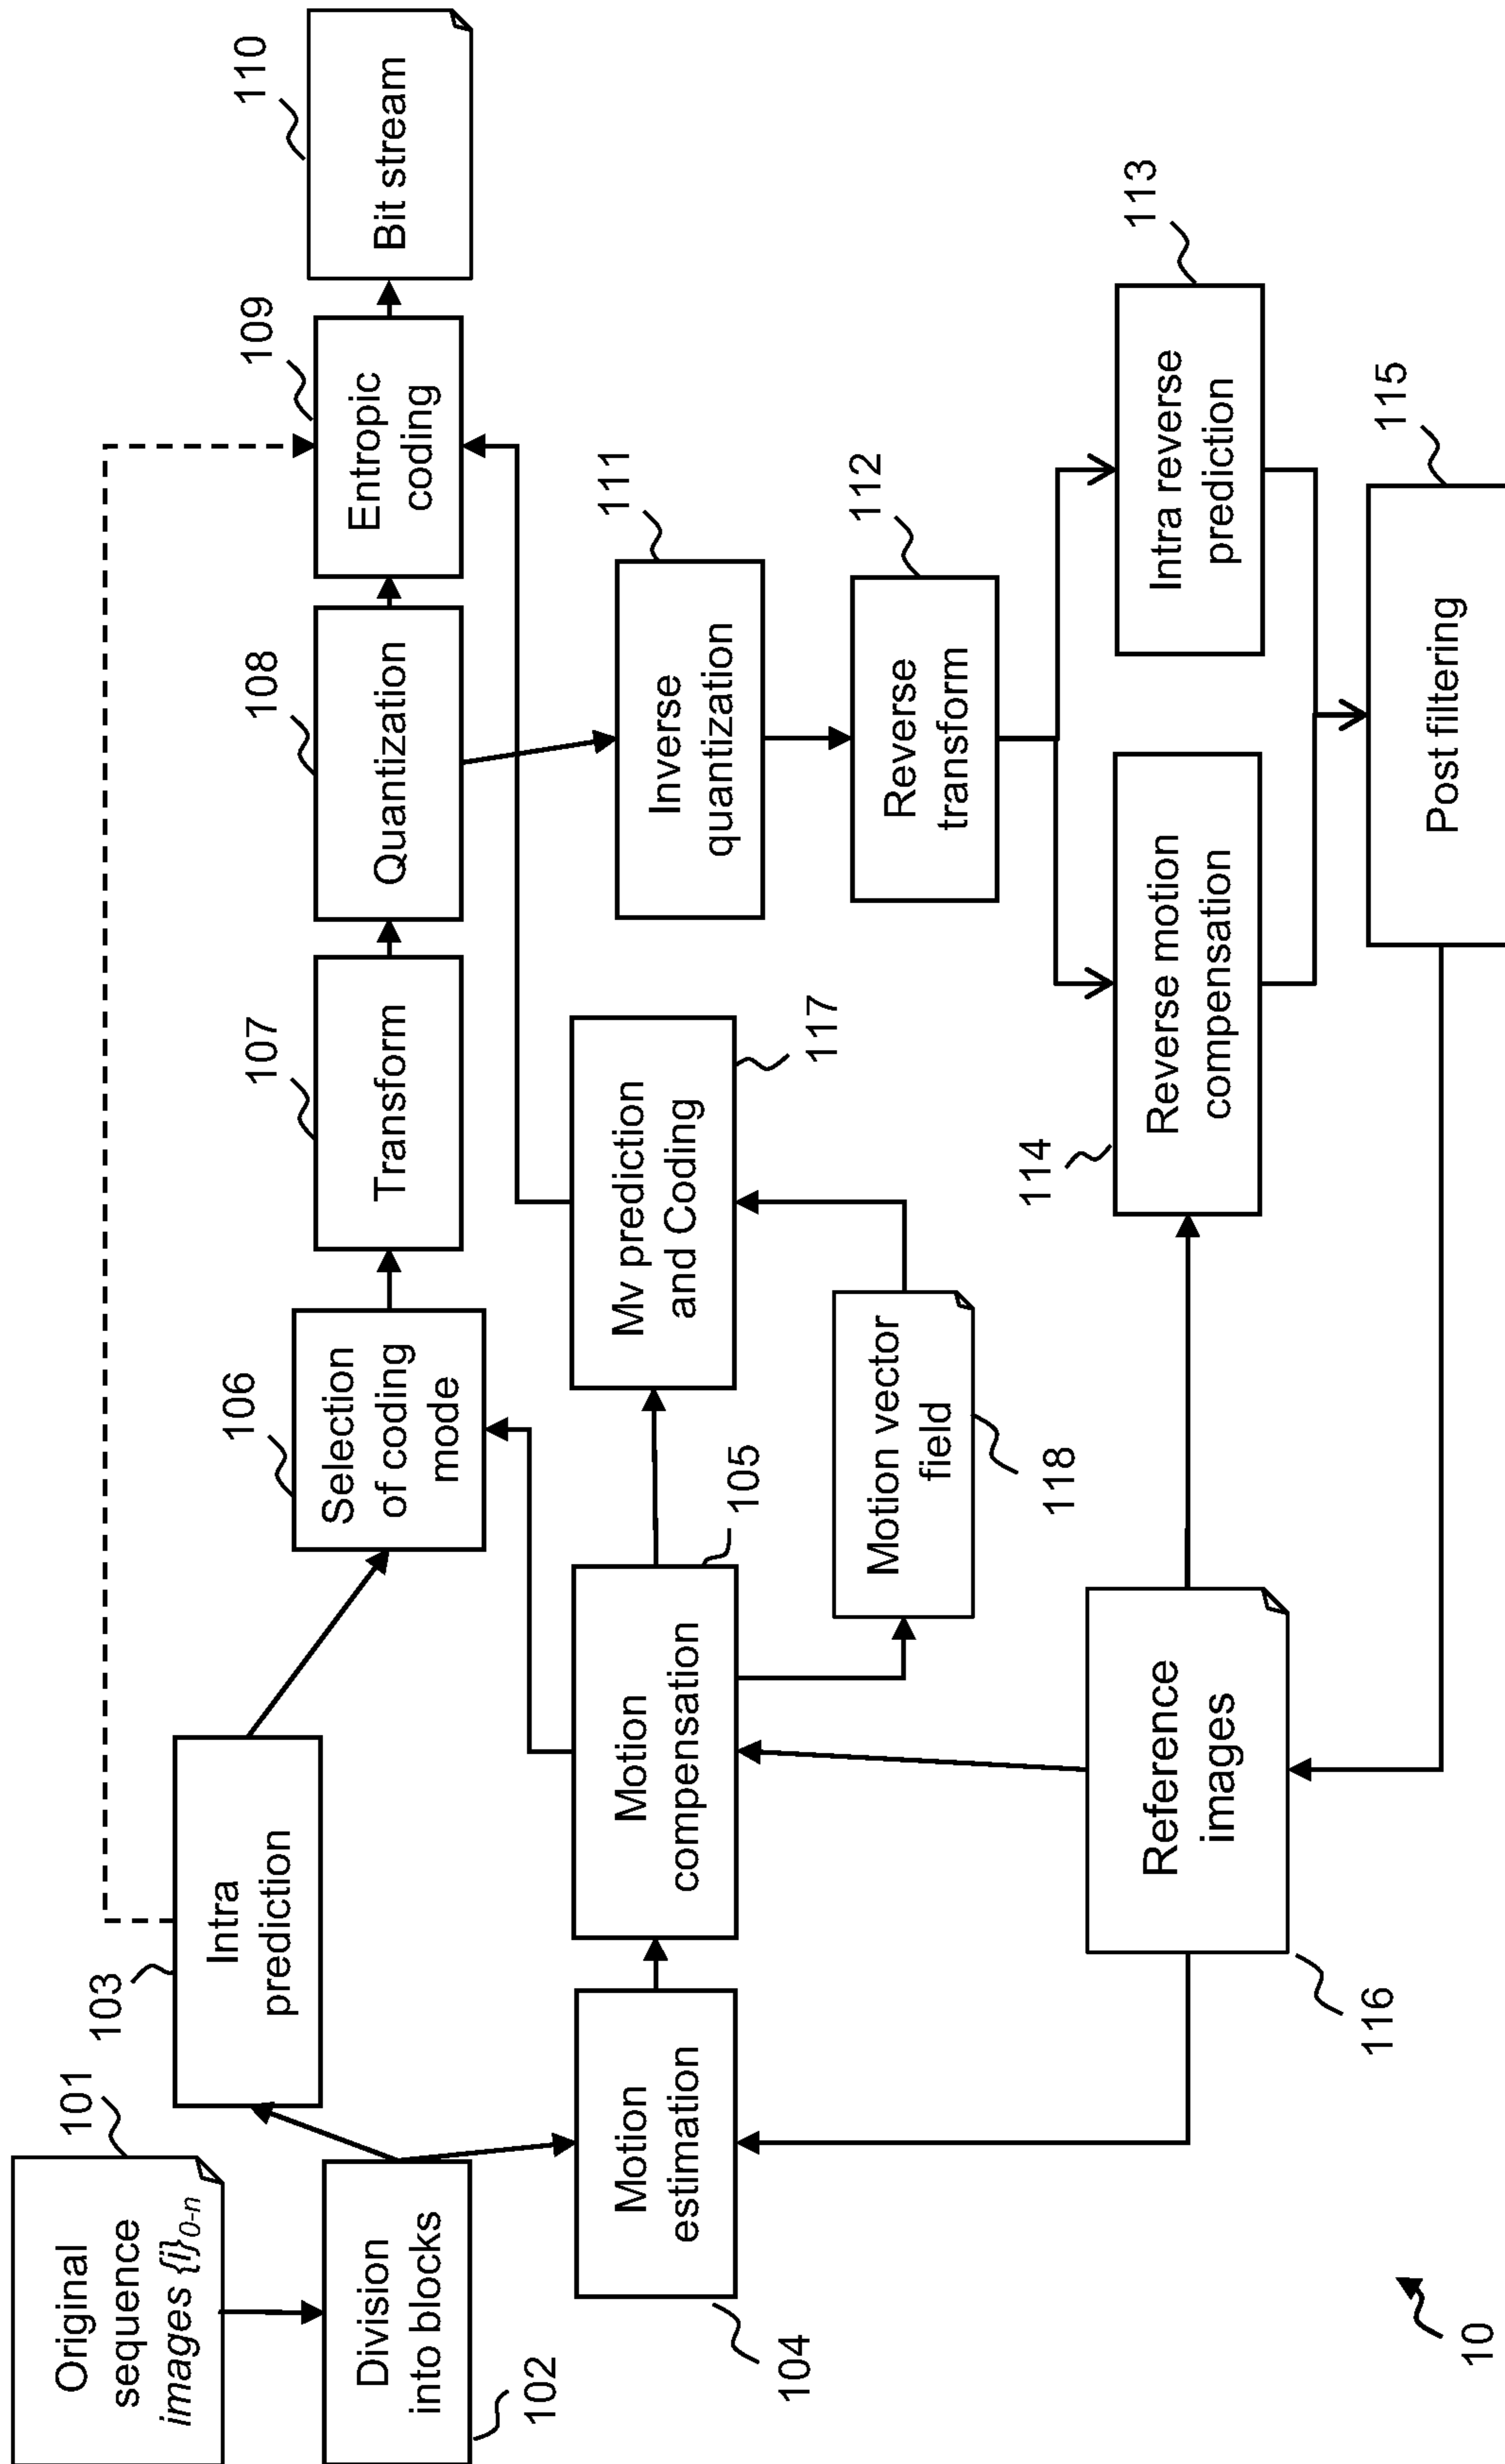 Original
sequence
images {i}0-n
101
Division
into blocks
102
103
Intra
prediction
104
Motion
estimation
Motion
compensation
105
106
Selection
of coding
mode
107
Transform
108
Quantization
109
Entropic
coding
110
Bit stream
Mv prediction
and Coding
117
Motion vector
field
118
111
Inverse
quantization
112
Reverse
transform
113
Intra reverse
prediction
114
Reverse motion
compensation
115
Post filtering
Reference
images
116
10